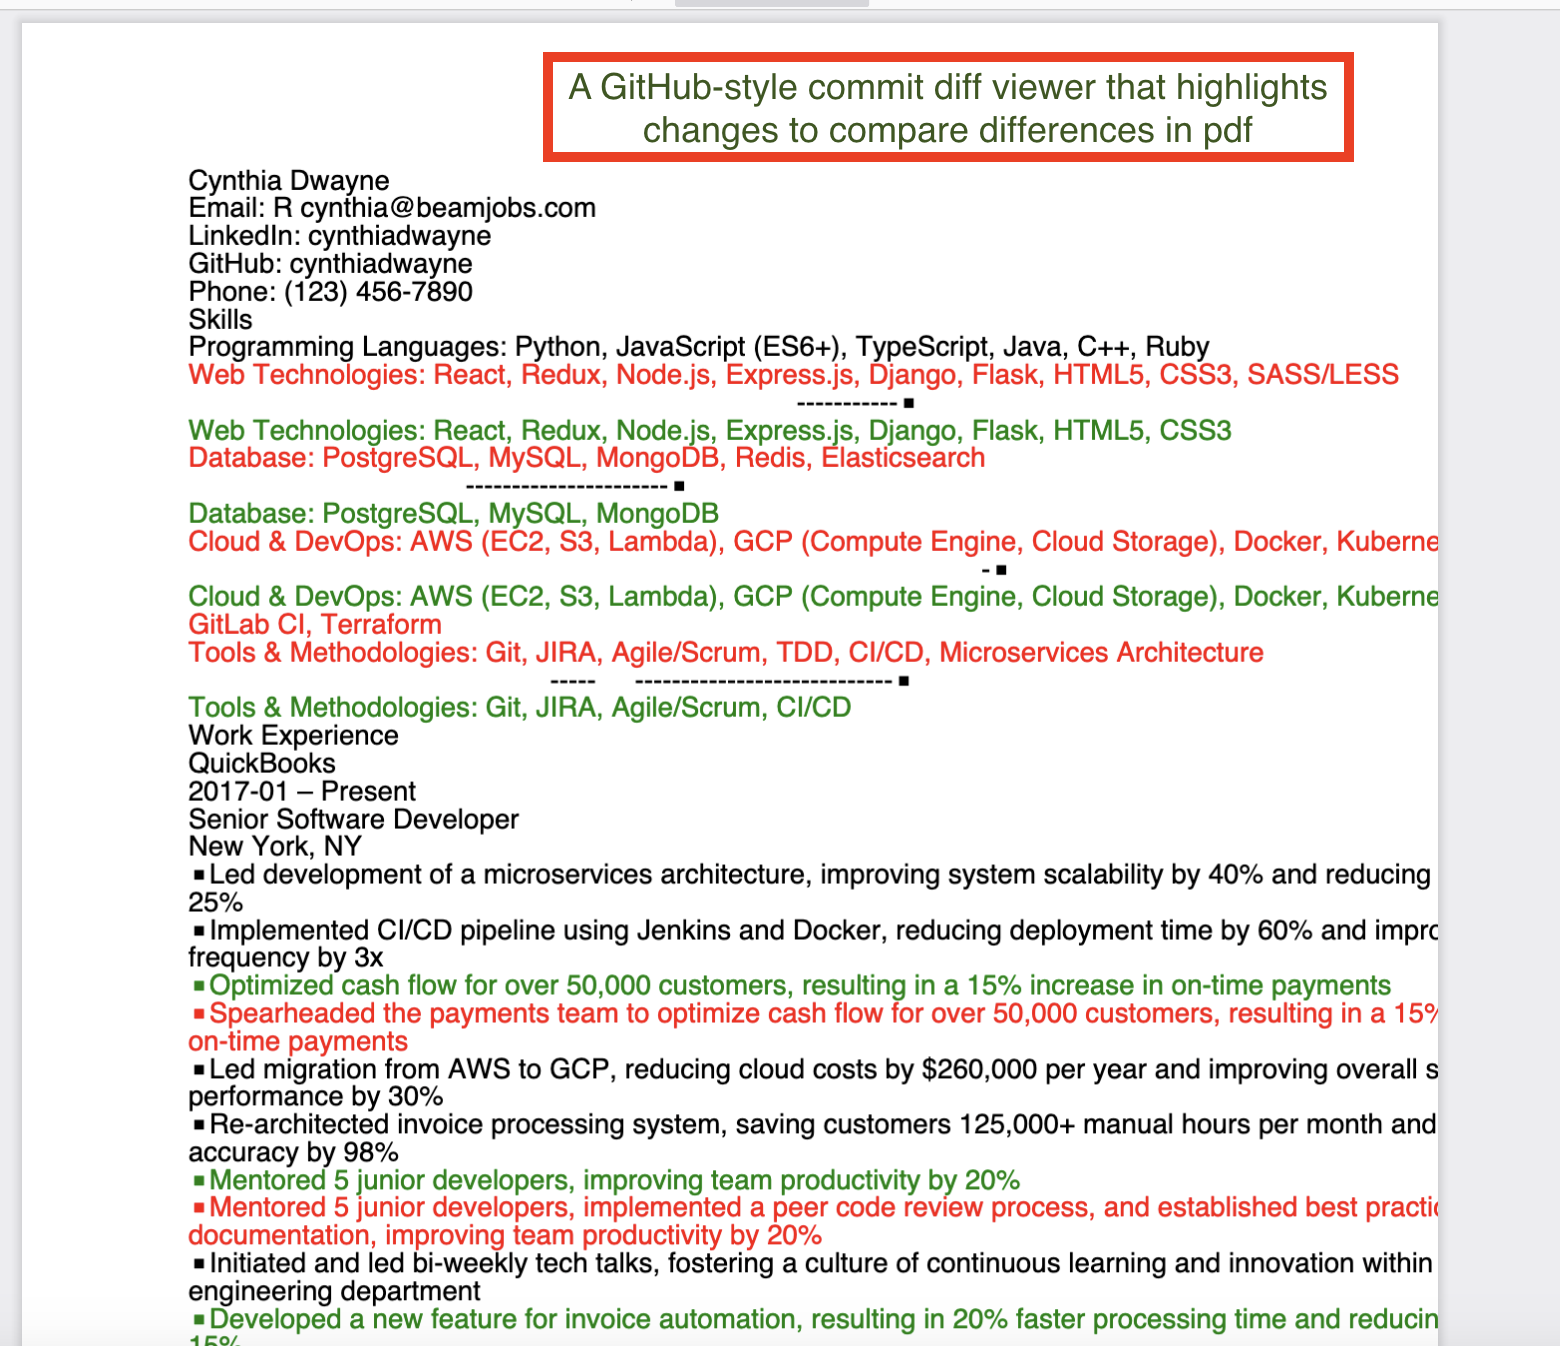 A GitHub-style commit diff viewer that highlights
changes to compare differences in pdf
Cynthia Dwayne
Email: R cynthia@beamjobs.com
LinkedIn: cynthiadwayne
GitHub: cynthiadwayne
Phone: (123) 456-7890
Skills
Programming Languages: Python, JavaScript (ES6+), TypeScript, Java, C++, Ruby
Web Technologies: React, Redux, Node.js, Express.js, Django, Flask, HTML5, CSS3, SASS/LESS
----------- ■
Web Technologies: React, Redux, Node.js, Express.js, Django, Flask, HTML5, CSS3
Database: PostgreSQL, MySQL, MongoDB, Redis, Elasticsearch
---------------------- ■
Database: PostgreSQL, MySQL, MongoDB
Cloud & DevOps: AWS (EC2, S3, Lambda), GCP (Compute Engine, Cloud Storage), Docker, Kuberne
- ■
Cloud & DevOps: AWS (EC2, S3, Lambda), GCP (Compute Engine, Cloud Storage), Docker, Kuberne
GitLab CI, Terraform
Tools & Methodologies: Git, JIRA, Agile/Scrum, TDD, CI/CD, Microservices Architecture
----- ---------------------------- ■
Tools & Methodologies: Git, JIRA, Agile/Scrum, CI/CD
Work Experience
QuickBooks
2017-01 – Present
Senior Software Developer
New York, NY
■Led development of a microservices architecture, improving system scalability by 40% and reducing
25%
■Implemented CI/CD pipeline using Jenkins and Docker, reducing deployment time by 60% and impro
frequency by 3x
■Optimized cash flow for over 50,000 customers, resulting in a 15% increase in on-time payments
■Spearheaded the payments team to optimize cash flow for over 50,000 customers, resulting in a 15%
on-time payments
■Led migration from AWS to GCP, reducing cloud costs by $260,000 per year and improving overall s
performance by 30%
■Re-architected invoice processing system, saving customers 125,000+ manual hours per month and
accuracy by 98%
■Mentored 5 junior developers, improving team productivity by 20%
■Mentored 5 junior developers, implemented a peer code review process, and established best practic
documentation, improving team productivity by 20%
■Initiated and led bi-weekly tech talks, fostering a culture of continuous learning and innovation within
engineering department
■Developed a new feature for invoice automation, resulting in 20% faster processing time and reducin
15%